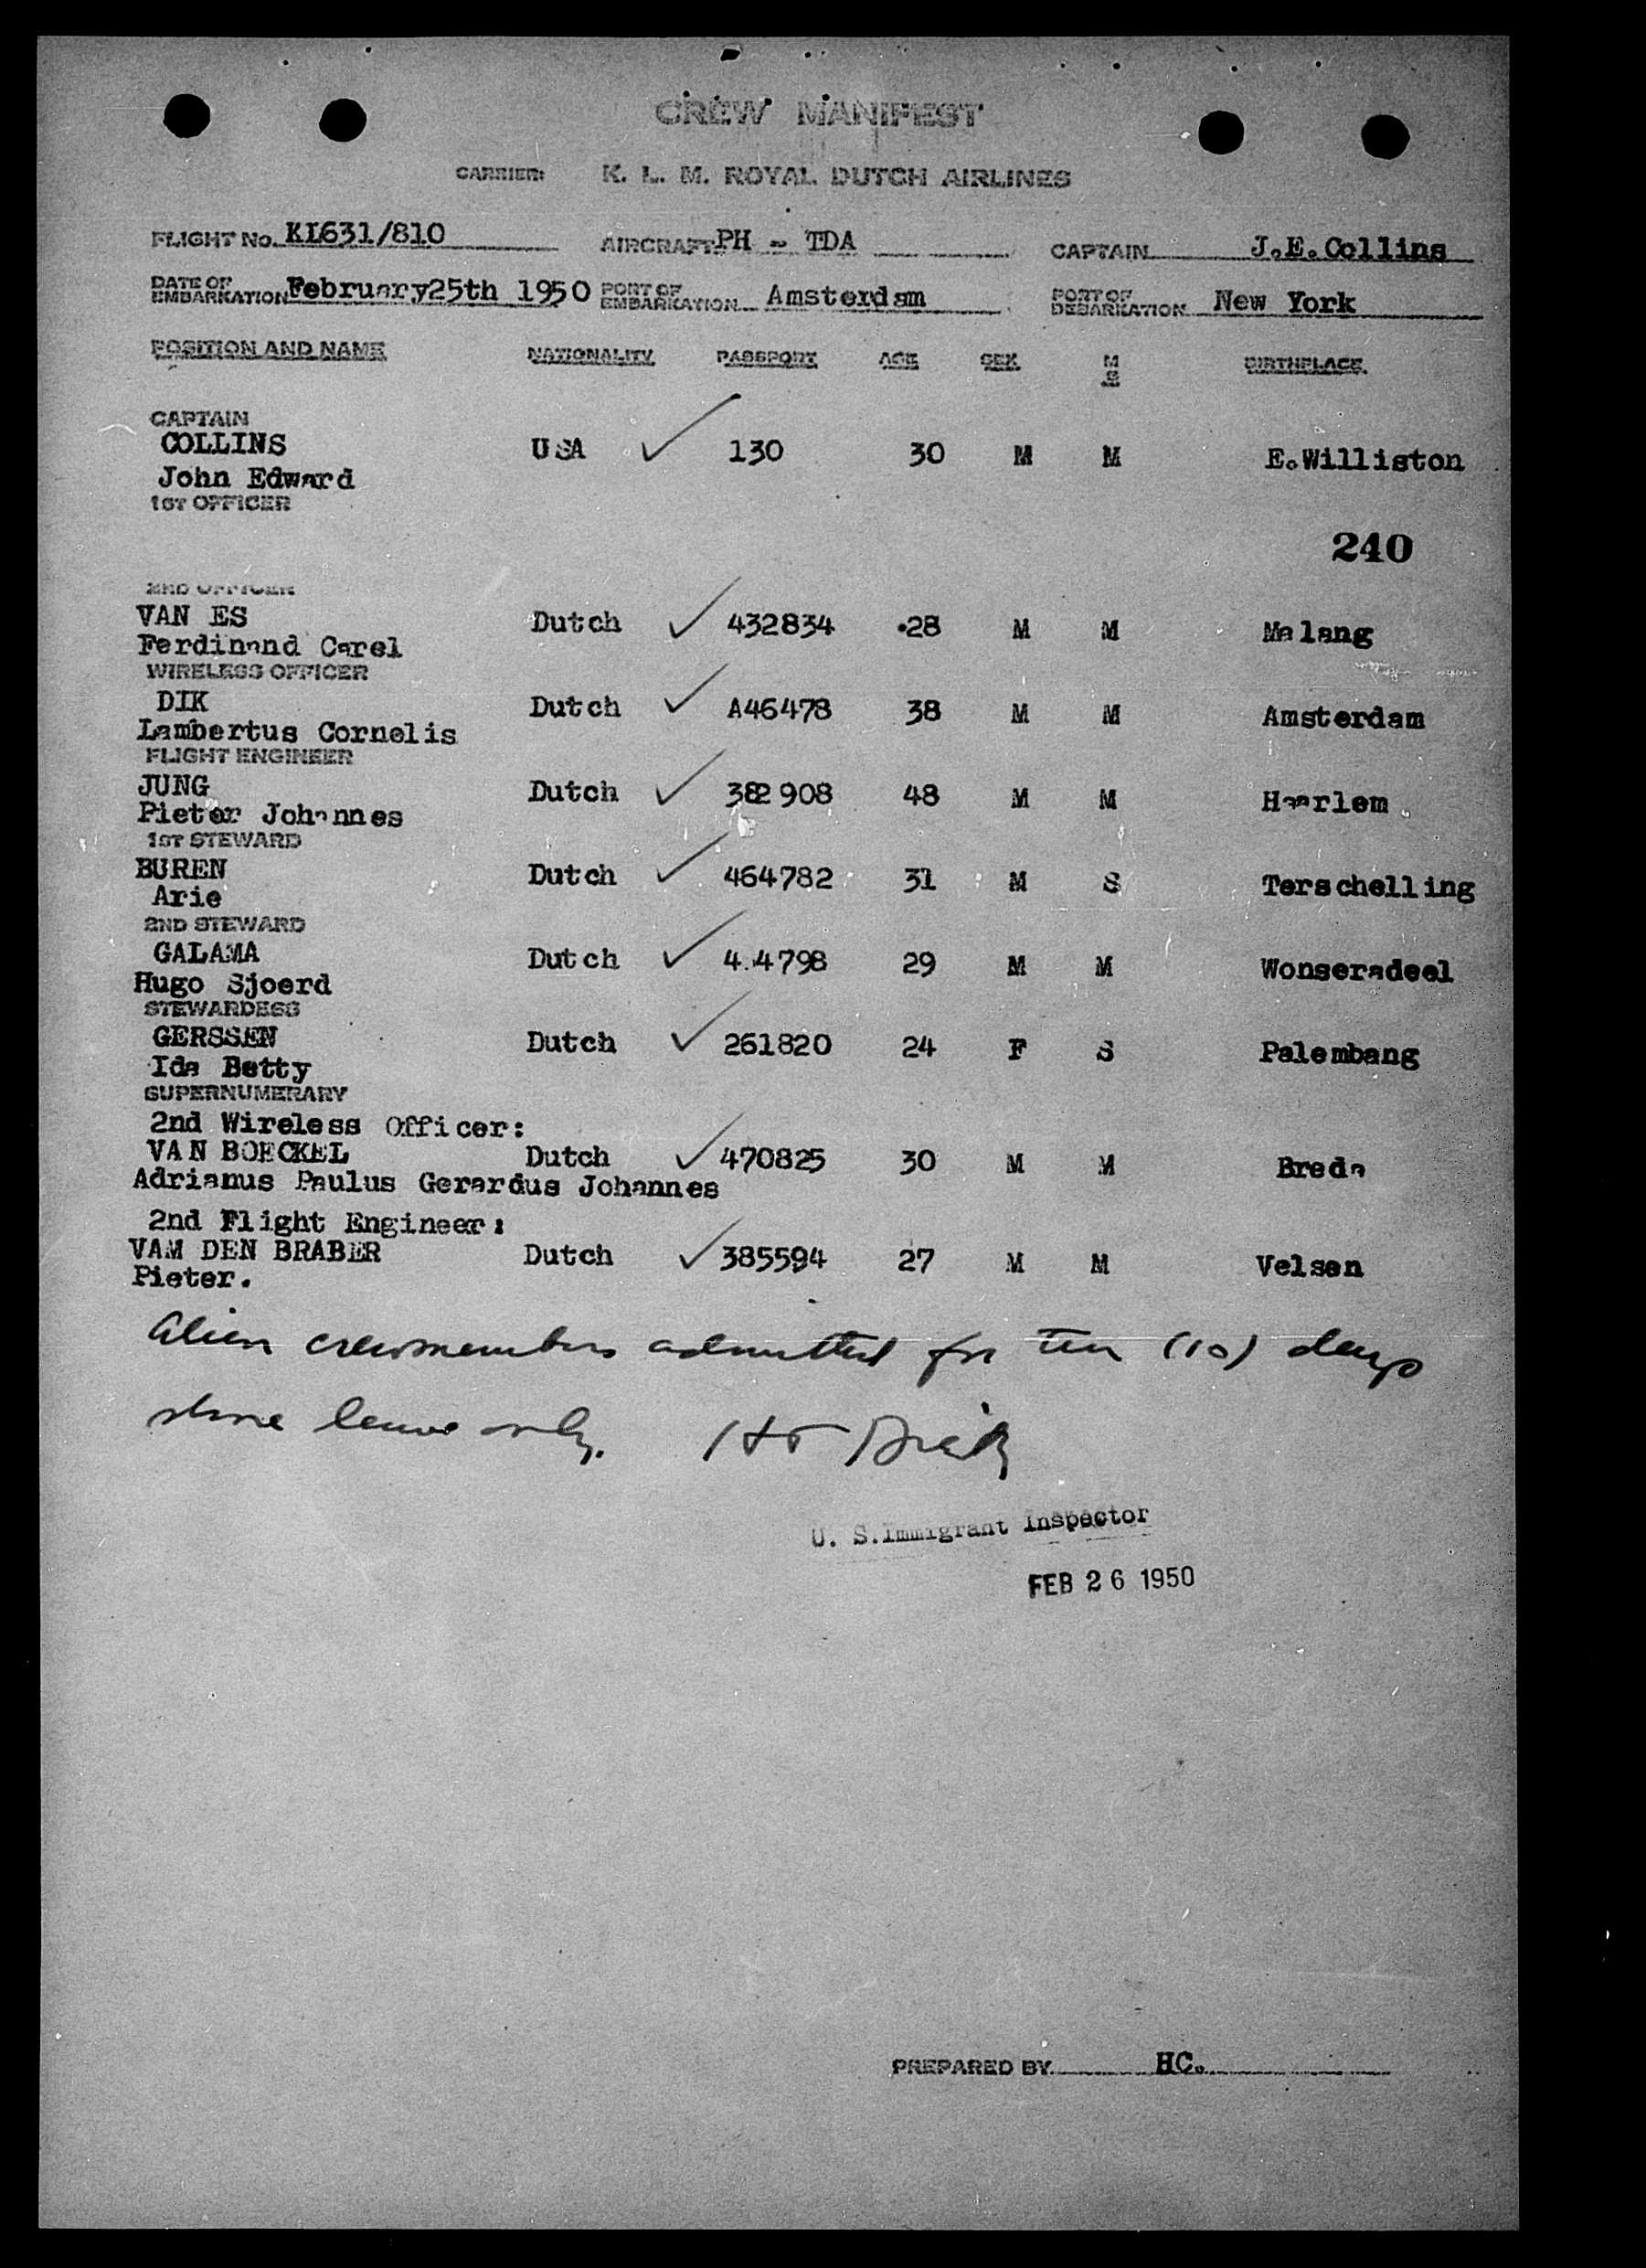 CREW MANIFEST
CARRIER: K. L. M. ROYAL DUTCH AIRLINES
FLIGHT No. KL631/810 AIRCRAFT PH - TDA CAPTAIN J.E.Collins
DATE OF EMBARKATION February25th 1950 PORT OF EMBARKATION Amsterdam PORT OF DEBARKATION New York
POSITION AND NAME NATIONALITY PASSPORT AGE SEX M S BIRTHPLACE
CAPTAIN
COLLINS USA ✓ 130 30 M M E.Williston
John Edward
1ST OFFICER
240
2ND OFFICER
VAN ES Dutch ✓ 432834 28 M M Malang
Ferdinand Carel
WIRELESS OFFICER
DIK Dutch ✓ A46478 38 M M Amsterdam
Lambertus Cornelis
FLIGHT ENGINEER
JUNG Dutch ✓ 382908 48 M M Haarlem
Pieter Johannes
1ST STEWARD
BUREN Dutch ✓ 464782 31 M S Terschelling
Arie
2ND STEWARD
GALAMA Dutch ✓ 4.4798 29 M M Wonseradeel
Hugo Sjoerd
STEWARDESS
GERSSEN Dutch ✓ 261820 24 F S Palembang
Ida Betty
SUPERNUMERARY
2nd Wireless Officer:
VAN BOECKEL Dutch ✓ 470825 30 M M Breda
Adrianus Paulus Gerardus Johannes
2nd Flight Engineer:
VAM DEN BRABER Dutch ✓ 385594 27 M M Velsen
Pieter.
Alien crewmembers admitted for ten (10) days
shore leave only.
U. S.Immigrant Inspector
FEB 26 1950
PREPARED BY HC.